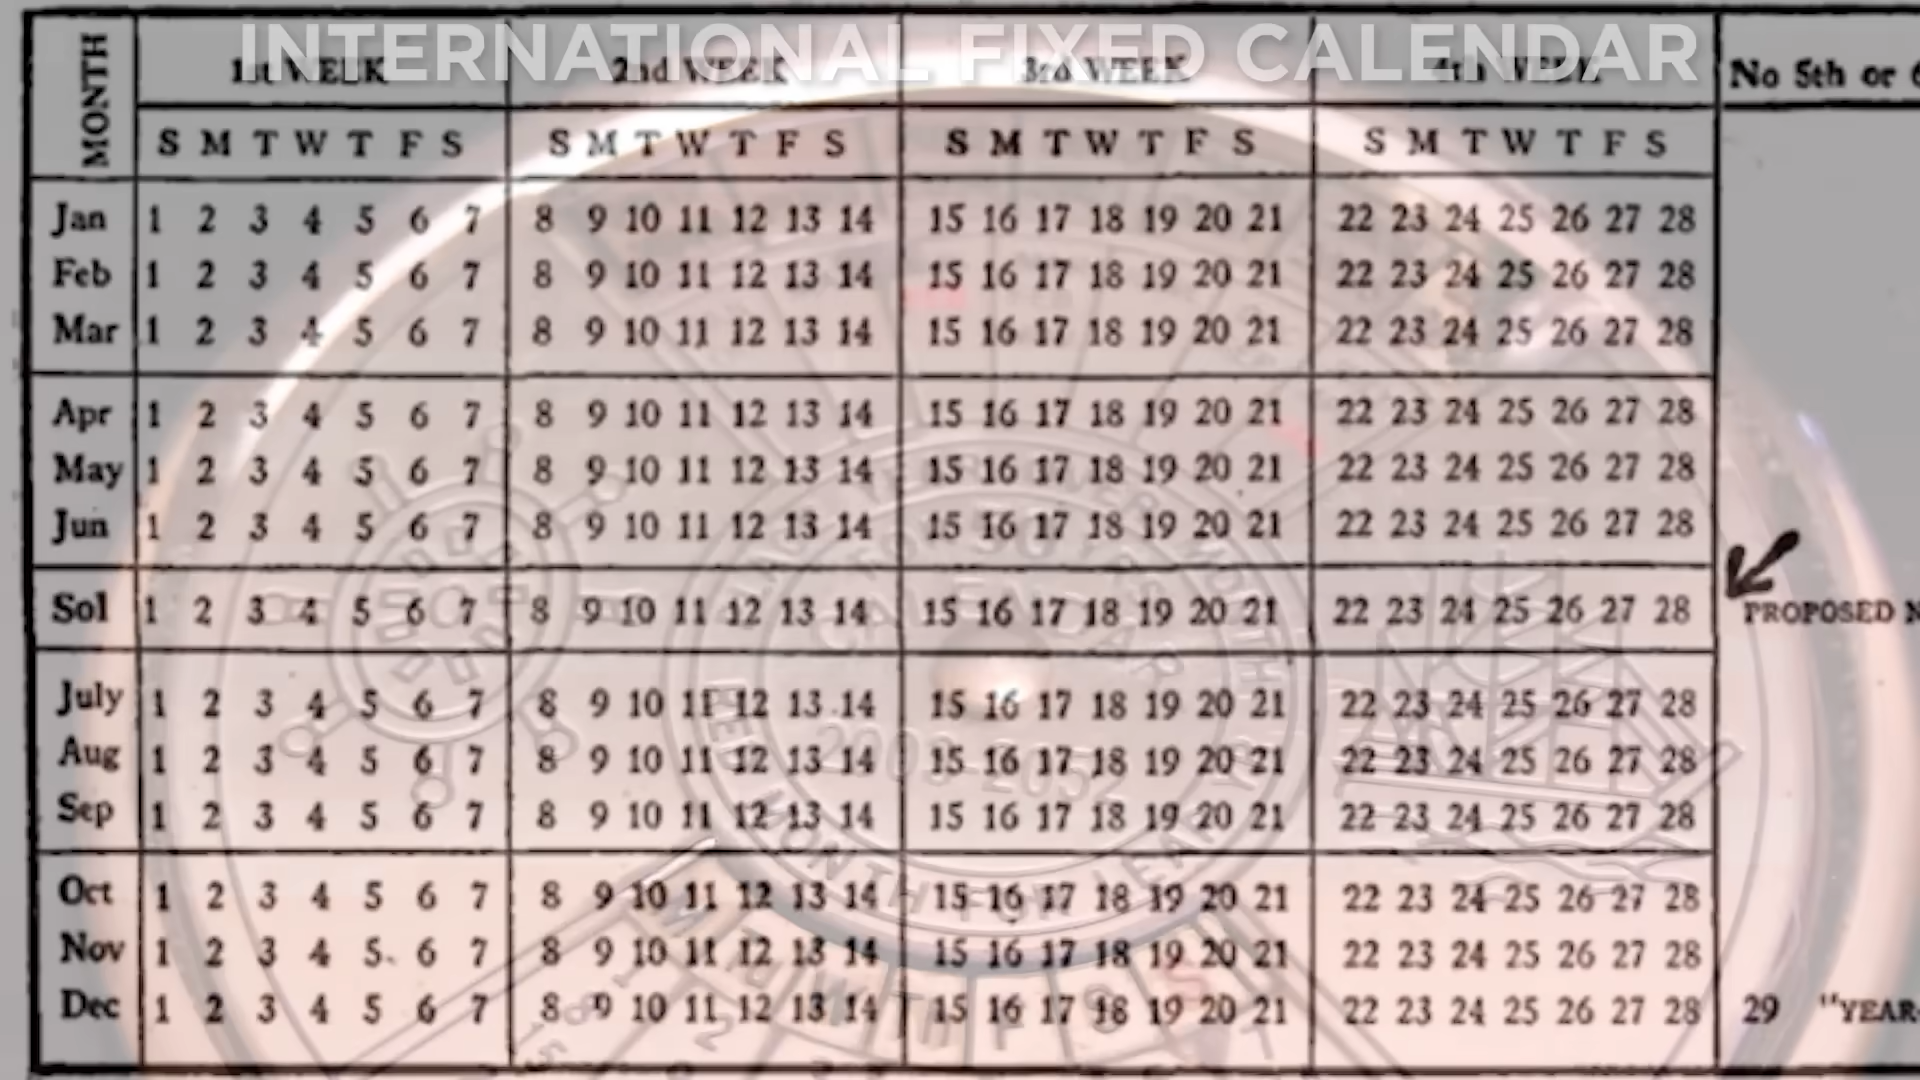 INTERNATIONAL FIXED CALENDAR
MONTH 1st WEEK 2nd WEEK 3rd WEEK 4th WEEK No 5th or 6
S M T W T F S S M T W T F S S M T W T F S S M T W T F S
Jan 1 2 3 4 5 6 7 8 9 10 11 12 13 14 15 16 17 18 19 20 21 22 23 24 25 26 27 28
Feb 1 2 3 4 5 6 7 8 9 10 11 12 13 14 15 16 17 18 19 20 21 22 23 24 25 26 27 28
Mar 1 2 3 4 5 6 7 8 9 10 11 12 13 14 15 16 17 18 19 20 21 22 23 24 25 26 27 28
Apr 1 2 3 4 5 6 7 8 9 10 11 12 13 14 15 16 17 18 19 20 21 22 23 24 25 26 27 28
May 1 2 3 4 5 6 7 8 9 10 11 12 13 14 15 16 17 18 19 20 21 22 23 24 25 26 27 28
Jun 1 2 3 4 5 6 7 8 9 10 11 12 13 14 15 16 17 18 19 20 21 22 23 24 25 26 27 28
Sol 1 2 3 4 5 6 7 8 9 10 11 12 13 14 15 16 17 18 19 20 21 22 23 24 25 26 27 28 PROPOSED N
July 1 2 3 4 5 6 7 8 9 10 11 12 13 14 15 16 17 18 19 20 21 22 23 24 25 26 27 28
Aug 1 2 3 4 5 6 7 8 9 10 11 12 13 14 15 16 17 18 19 20 21 22 23 24 25 26 27 28
Sep 1 2 3 4 5 6 7 8 9 10 11 12 13 14 15 16 17 18 19 20 21 22 23 24 25 26 27 28
Oct 1 2 3 4 5 6 7 8 9 10 11 12 13 14 15 16 17 18 19 20 21 22 23 24 25 26 27 28
Nov 1 2 3 4 5 6 7 8 9 10 11 12 13 14 15 16 17 18 19 20 21 22 23 24 25 26 27 28
Dec 1 2 3 4 5 6 7 8 9 10 11 12 13 14 15 16 17 18 19 20 21 22 23 24 25 26 27 28 29 "YEAR-
50 YEAR
CALENDAR
2003-2052